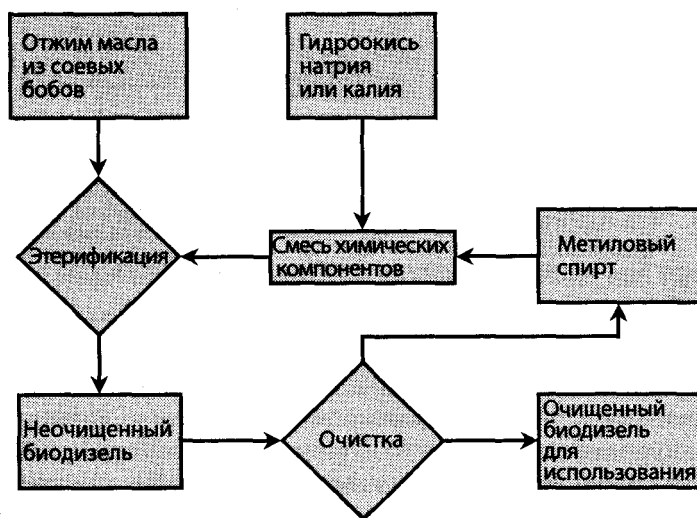 Отжим масла
из соевых
бобов
Гидроокись
натрия
или калия
Этерификация
Смесь химических
компонентов
Метиловый
спирт
Неочищенный
биодизель
Очистка
Очищенный
биодизель
для
использования